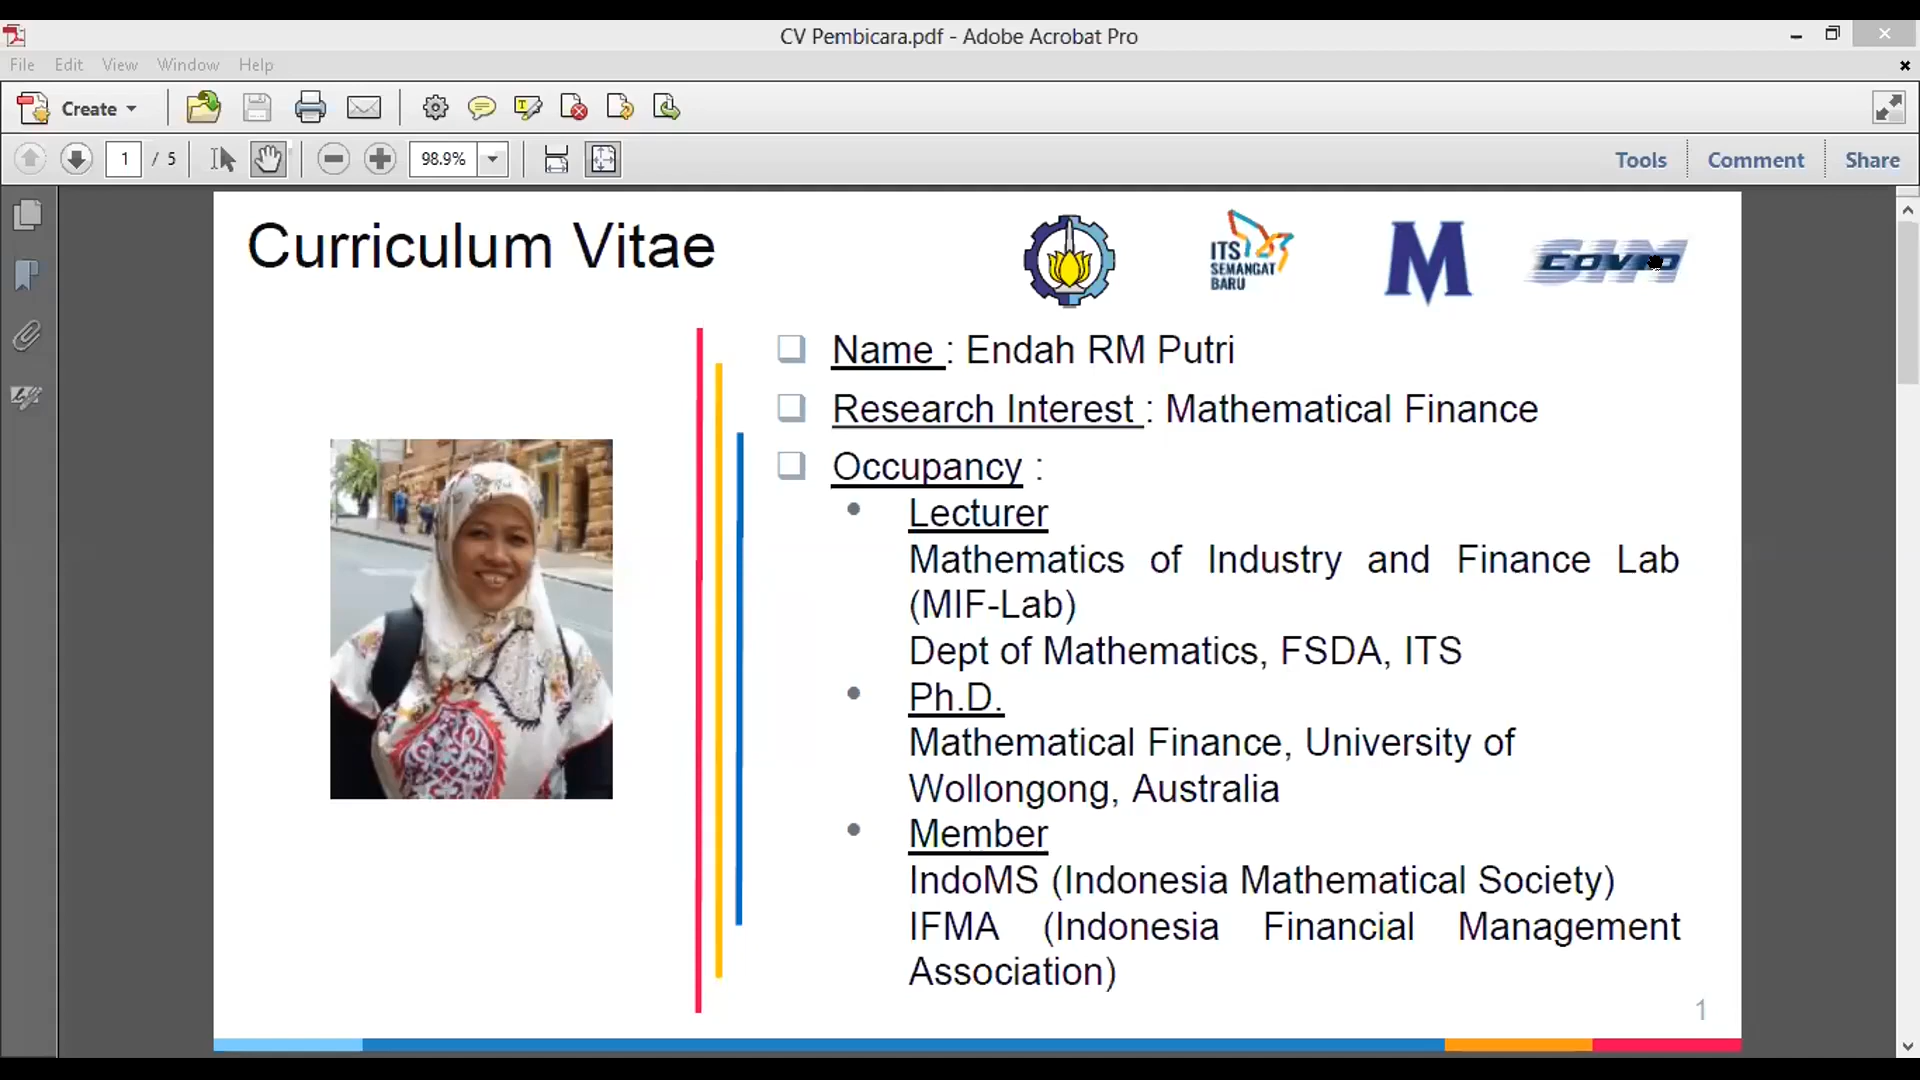 CV Pembicara.pdf - Adobe Acrobat Pro
File Edit View Window Help
Create
1 / 5
98.9%
Tools Comment Share
Curriculum Vitae
ITS
SEMANGAT
BARU
M
SIM
COVID
Name : Endah RM Putri
Research Interest : Mathematical Finance
Occupancy :
Lecturer
Mathematics of Industry and Finance Lab
(MIF-Lab)
Dept of Mathematics, FSDA, ITS
Ph.D.
Mathematical Finance, University of
Wollongong, Australia
Member
IndoMS (Indonesia Mathematical Society)
IFMA (Indonesia Financial Management
Association)
1